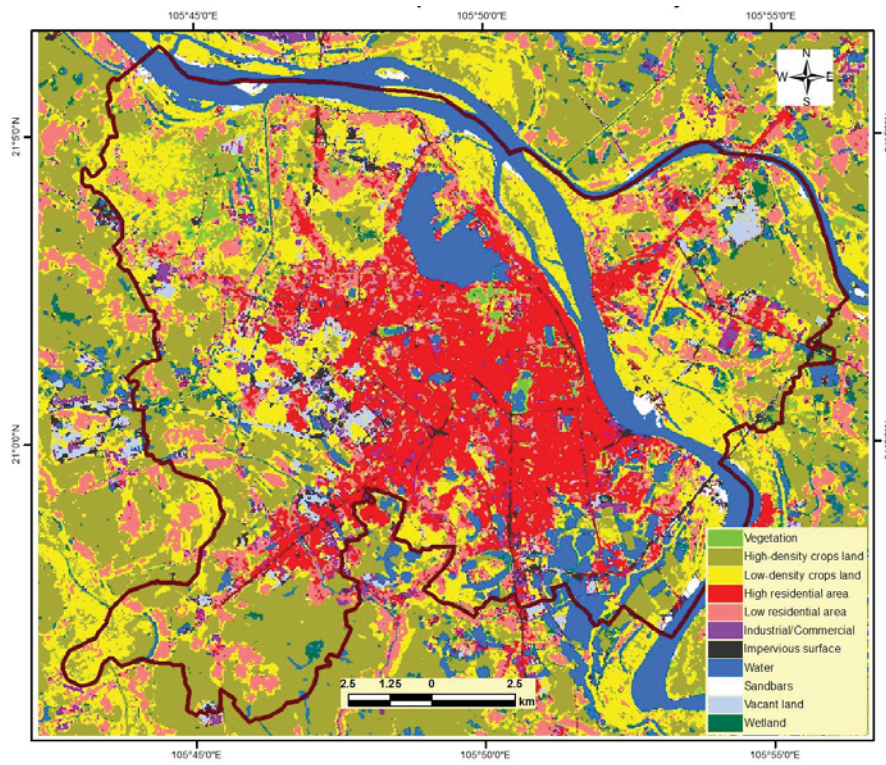 105°45'0"E 105°50'0"E 105°55'0"E
N
W E
S
21°5'0"N
21°0'0"N
Vegetation
High-density crops land
Low-density crops land
High residential area
Low residential area
Industrial/Commercial
Impervious surface
Water
Sandbars
Vacant land
Wetland
2.5 1.25 0 2.5
km
105°45'0"E 105°50'0"E 105°55'0"E